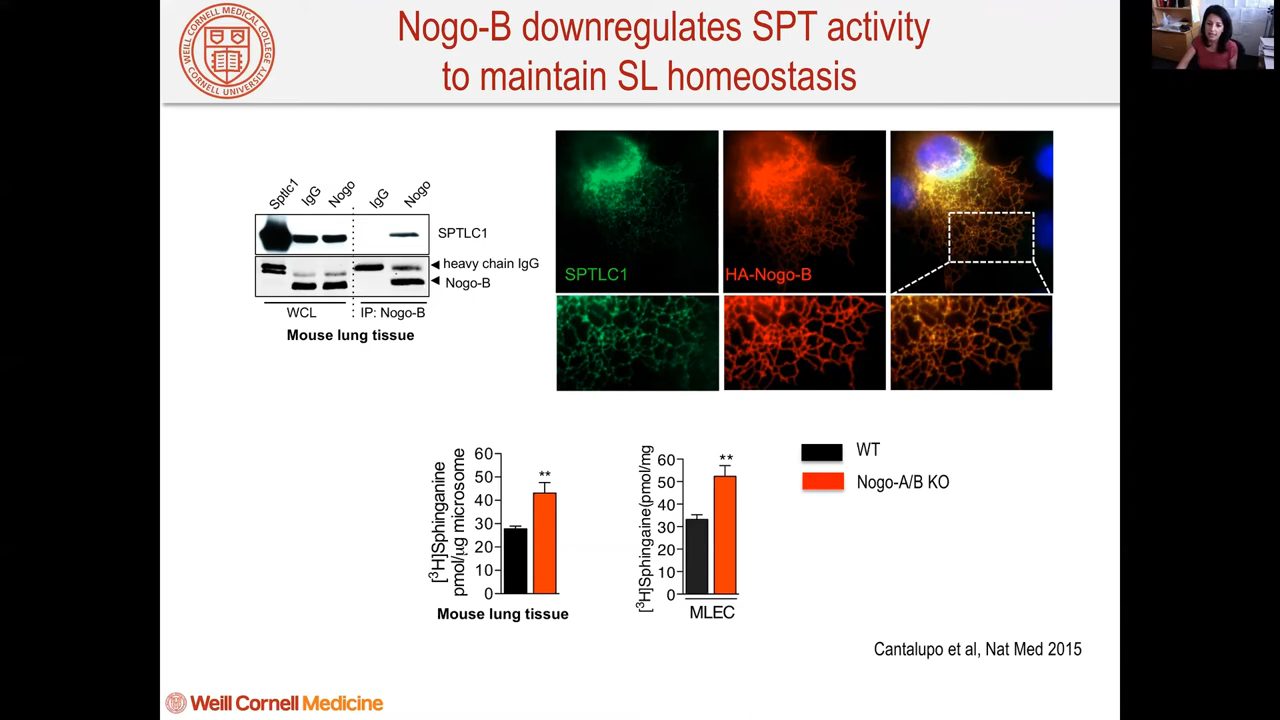 WEILL CORNELL MEDICAL COLLEGE
CORNELL UNIVERSITY
Nogo-B downregulates SPT activity
to maintain SL homeostasis
Sptlc1
IgG
Nogo
IgG
Nogo
SPTLC1
heavy chain IgG
Nogo-B
WCL
IP: Nogo-B
Mouse lung tissue
SPTLC1
HA-Nogo-B
[³H]Sphinganine
pmol/µg microsome
60
50
40
30
20
10
0
**
Mouse lung tissue
[³H]Sphingaine(pmol/mg
60
50
40
30
20
10
0
**
MLEC
WT
Nogo-A/B KO
Cantalupo et al, Nat Med 2015
Weill Cornell Medicine